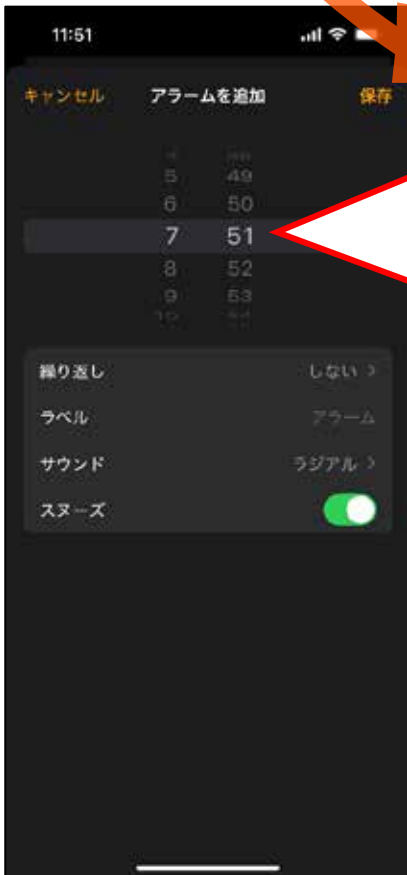 11:51
キャンセル アラームを追加 保存
5 49
6 50
7 51
8 52
9 53
繰り返し しない >
ラベル アラーム
サウンド ラジアル >
スヌーズ